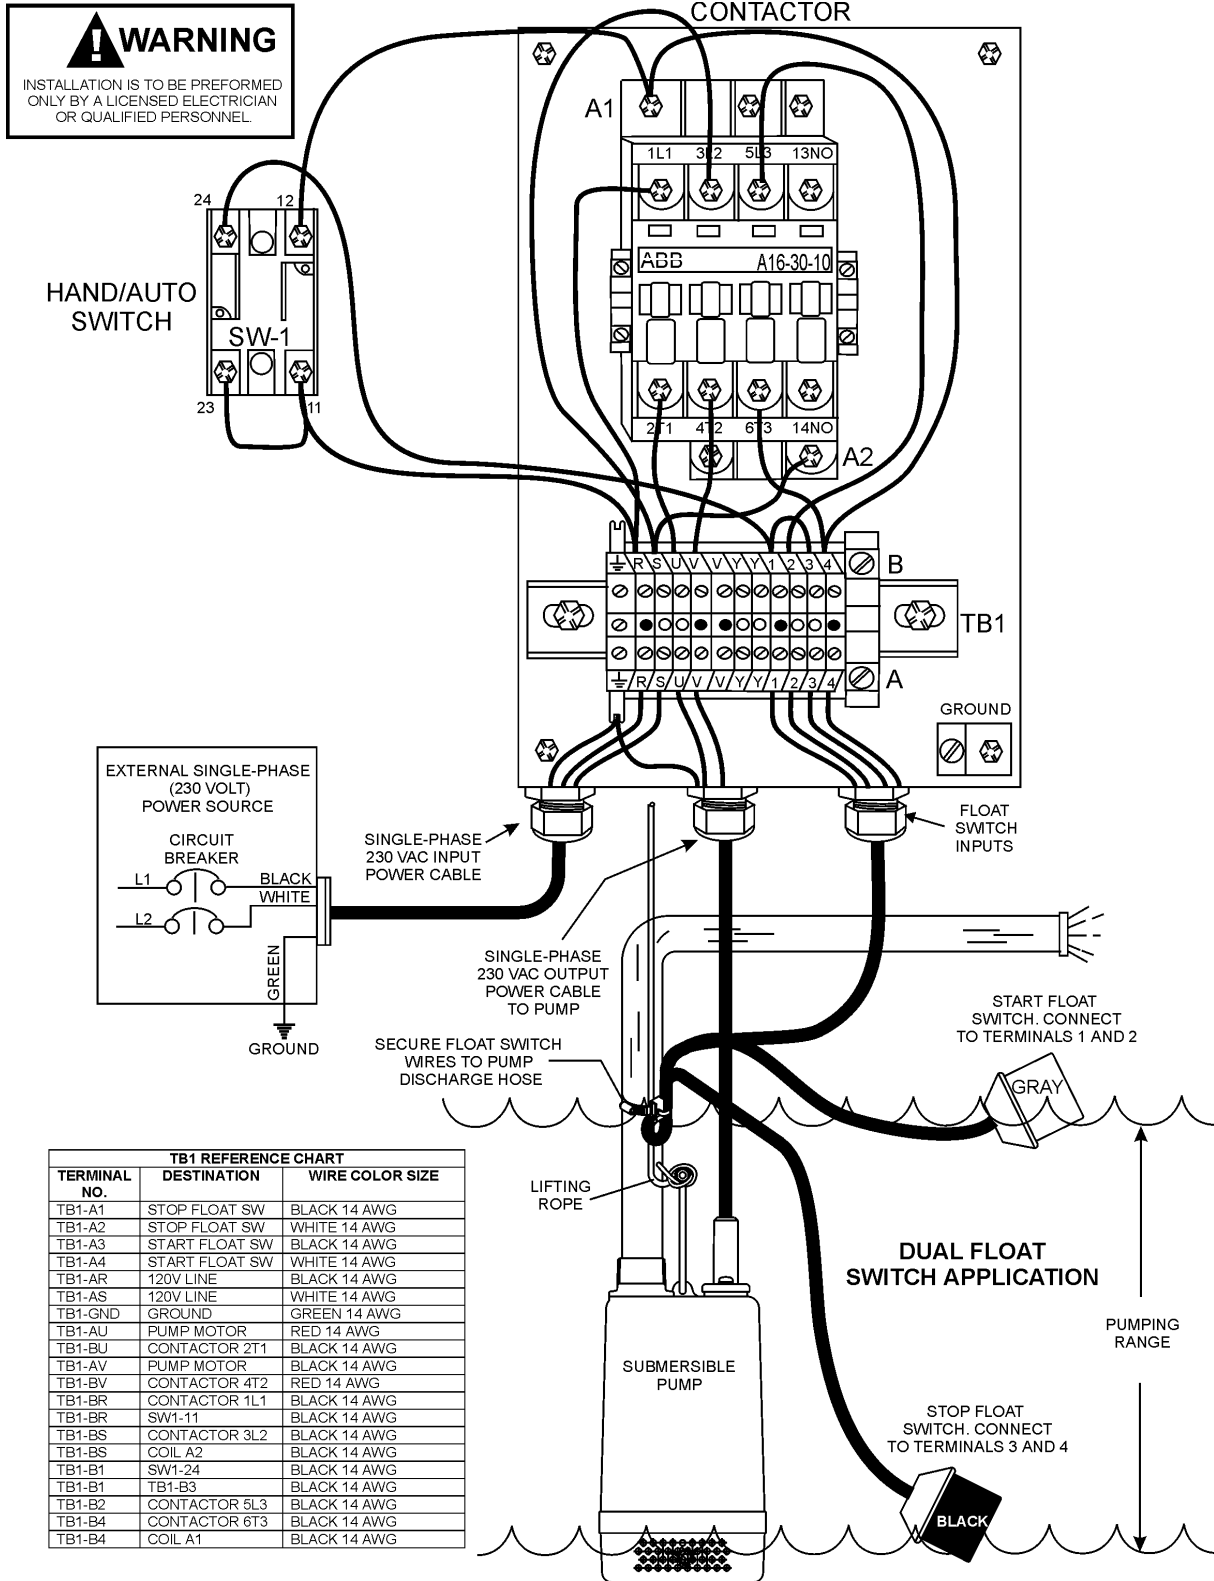 WARNING
INSTALLATION IS TO BE PREFORMED
ONLY BY A LICENSED ELECTRICIAN
OR QUALIFIED PERSONNEL.
CONTACTOR
A1
1L1 3L2 5L3 13NO
ABB A16-30-10
2T1 4T2 6T3 14NO
A2
24 12
HAND/AUTO
SWITCH
SW-1
23 11
R S U V V Y Y 1 2 3 4
B
TB1
R S U V V Y Y 1 2 3 4
A
GROUND
EXTERNAL SINGLE-PHASE
(230 VOLT)
POWER SOURCE
CIRCUIT
BREAKER
L1 BLACK
WHITE
L2
GREEN
GROUND
SINGLE-PHASE
230 VAC INPUT
POWER CABLE
FLOAT
SWITCH
INPUTS
SINGLE-PHASE
230 VAC OUTPUT
POWER CABLE
TO PUMP
SECURE FLOAT SWITCH
WIRES TO PUMP
DISCHARGE HOSE
START FLOAT
SWITCH. CONNECT
TO TERMINALS 1 AND 2
GRAY
LIFTING
ROPE
DUAL FLOAT
SWITCH APPLICATION
PUMPING
RANGE
SUBMERSIBLE
PUMP
STOP FLOAT
SWITCH. CONNECT
TO TERMINALS 3 AND 4
BLACK
TB1 REFERENCE CHART
TERMINAL NO. DESTINATION WIRE COLOR SIZE
TB1-A1 STOP FLOAT SW BLACK 14 AWG
TB1-A2 STOP FLOAT SW WHITE 14 AWG
TB1-A3 START FLOAT SW BLACK 14 AWG
TB1-A4 START FLOAT SW WHITE 14 AWG
TB1-AR 120V LINE BLACK 14 AWG
TB1-AS 120V LINE WHITE 14 AWG
TB1-GND GROUND GREEN 14 AWG
TB1-AU PUMP MOTOR RED 14 AWG
TB1-BU CONTACTOR 2T1 BLACK 14 AWG
TB1-AV PUMP MOTOR BLACK 14 AWG
TB1-BV CONTACTOR 4T2 RED 14 AWG
TB1-BR CONTACTOR 1L1 BLACK 14 AWG
TB1-BR SW1-11 BLACK 14 AWG
TB1-BS CONTACTOR 3L2 BLACK 14 AWG
TB1-BS COIL A2 BLACK 14 AWG
TB1-B1 SW1-24 BLACK 14 AWG
TB1-B1 TB1-B3 BLACK 14 AWG
TB1-B2 CONTACTOR 5L3 BLACK 14 AWG
TB1-B4 CONTACTOR 6T3 BLACK 14 AWG
TB1-B4 COIL A1 BLACK 14 AWG